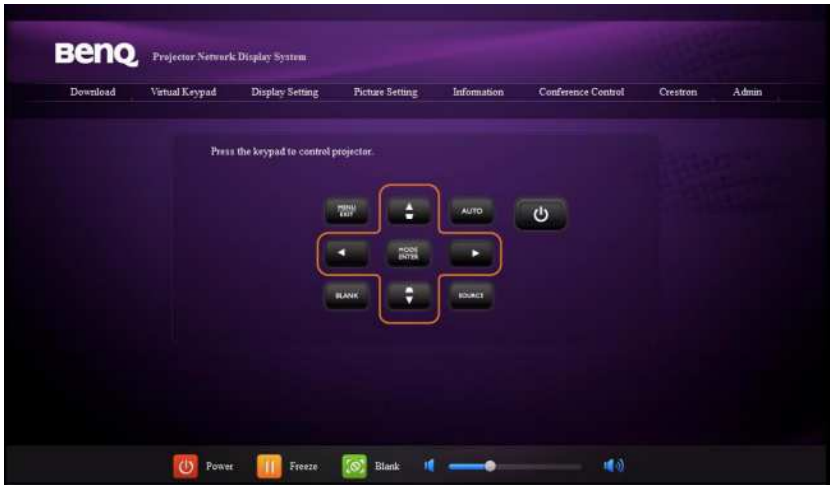 BenQ Projector Network Display System
Download Virtual Keypad Display Setting Picture Setting Information Conference Control Crestron Admin
Press the keypad to control projector.
MENU
EXIT
AUTO
MODE
ENTER
BLANK
SOURCE
Power Freeze Blank